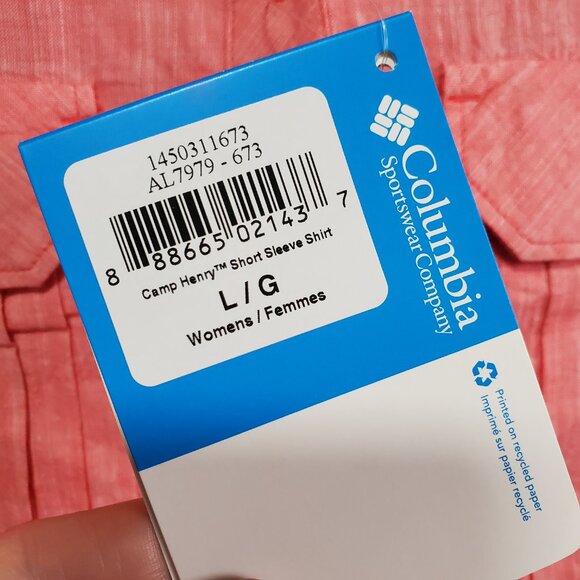 1450311673
AL7979 - 673
8 88665 02143 7
Camp Henry™ Short Sleeve Shirt
L / G
Womens / Femmes
Columbia
Sportswear Company
Printed on recycled paper
Imprimé sur papier recyclé